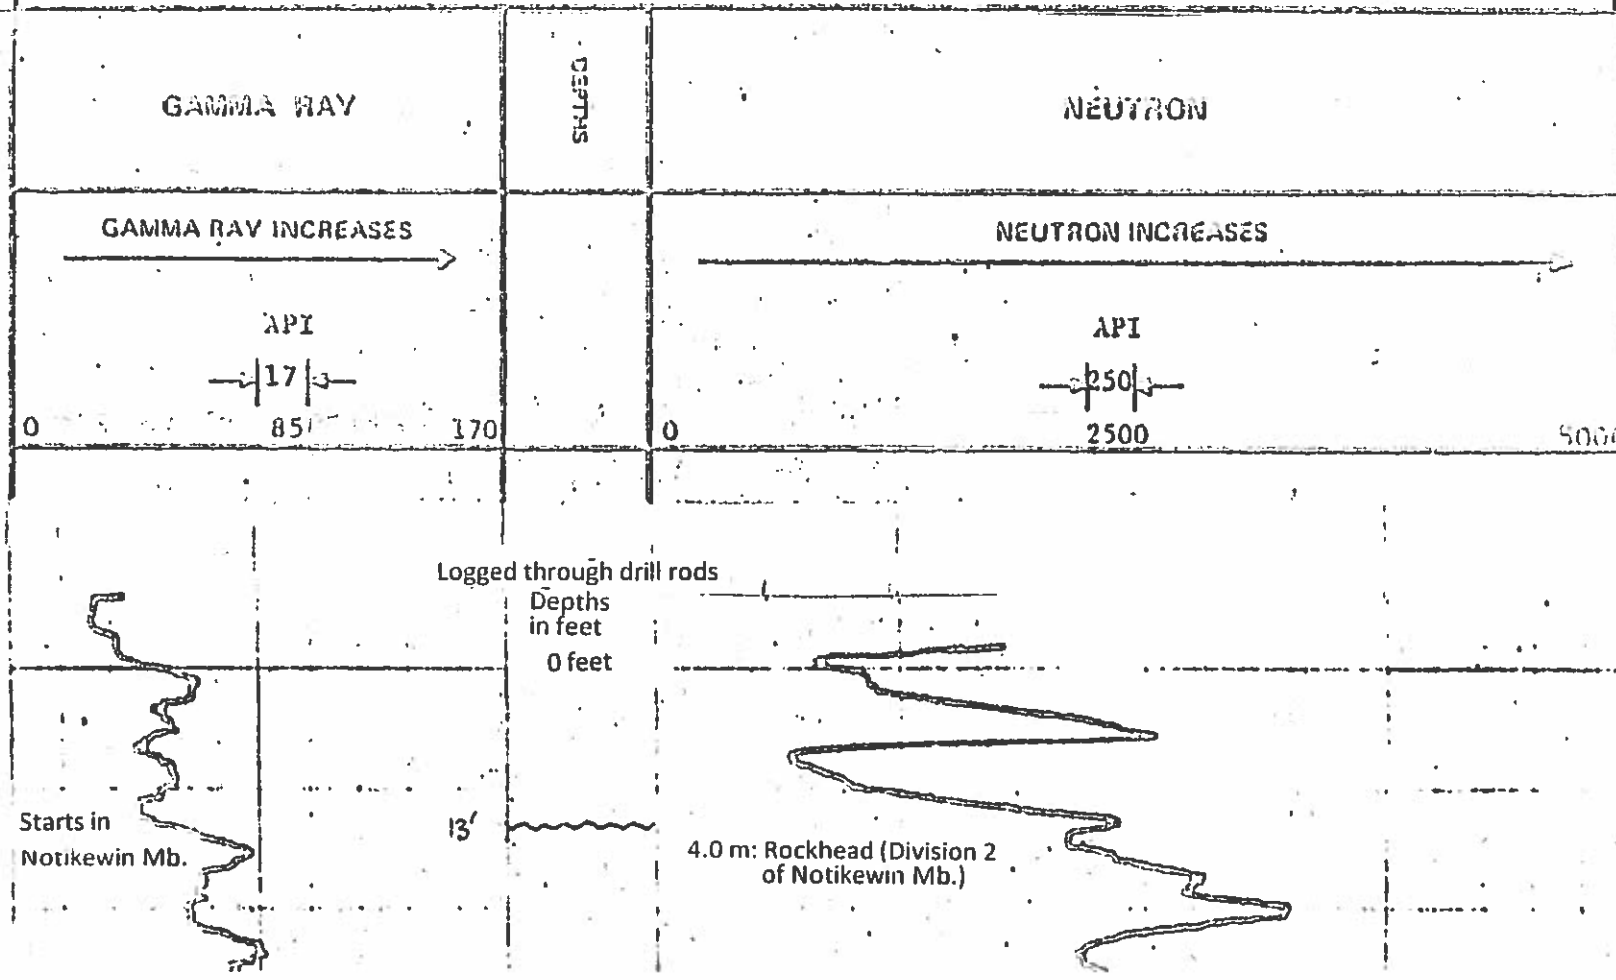 GAMMA RAY
DEPTHS
NEUTRON
GAMMA RAY INCREASES
NEUTRON INCREASES
API
17
0 85 170
API
250
0 2500 5000
Logged through drill rods
Depths
in feet
0 feet
Starts in
Notikewin Mb.
13'
4.0 m: Rockhead (Division 2
of Notikewin Mb.)